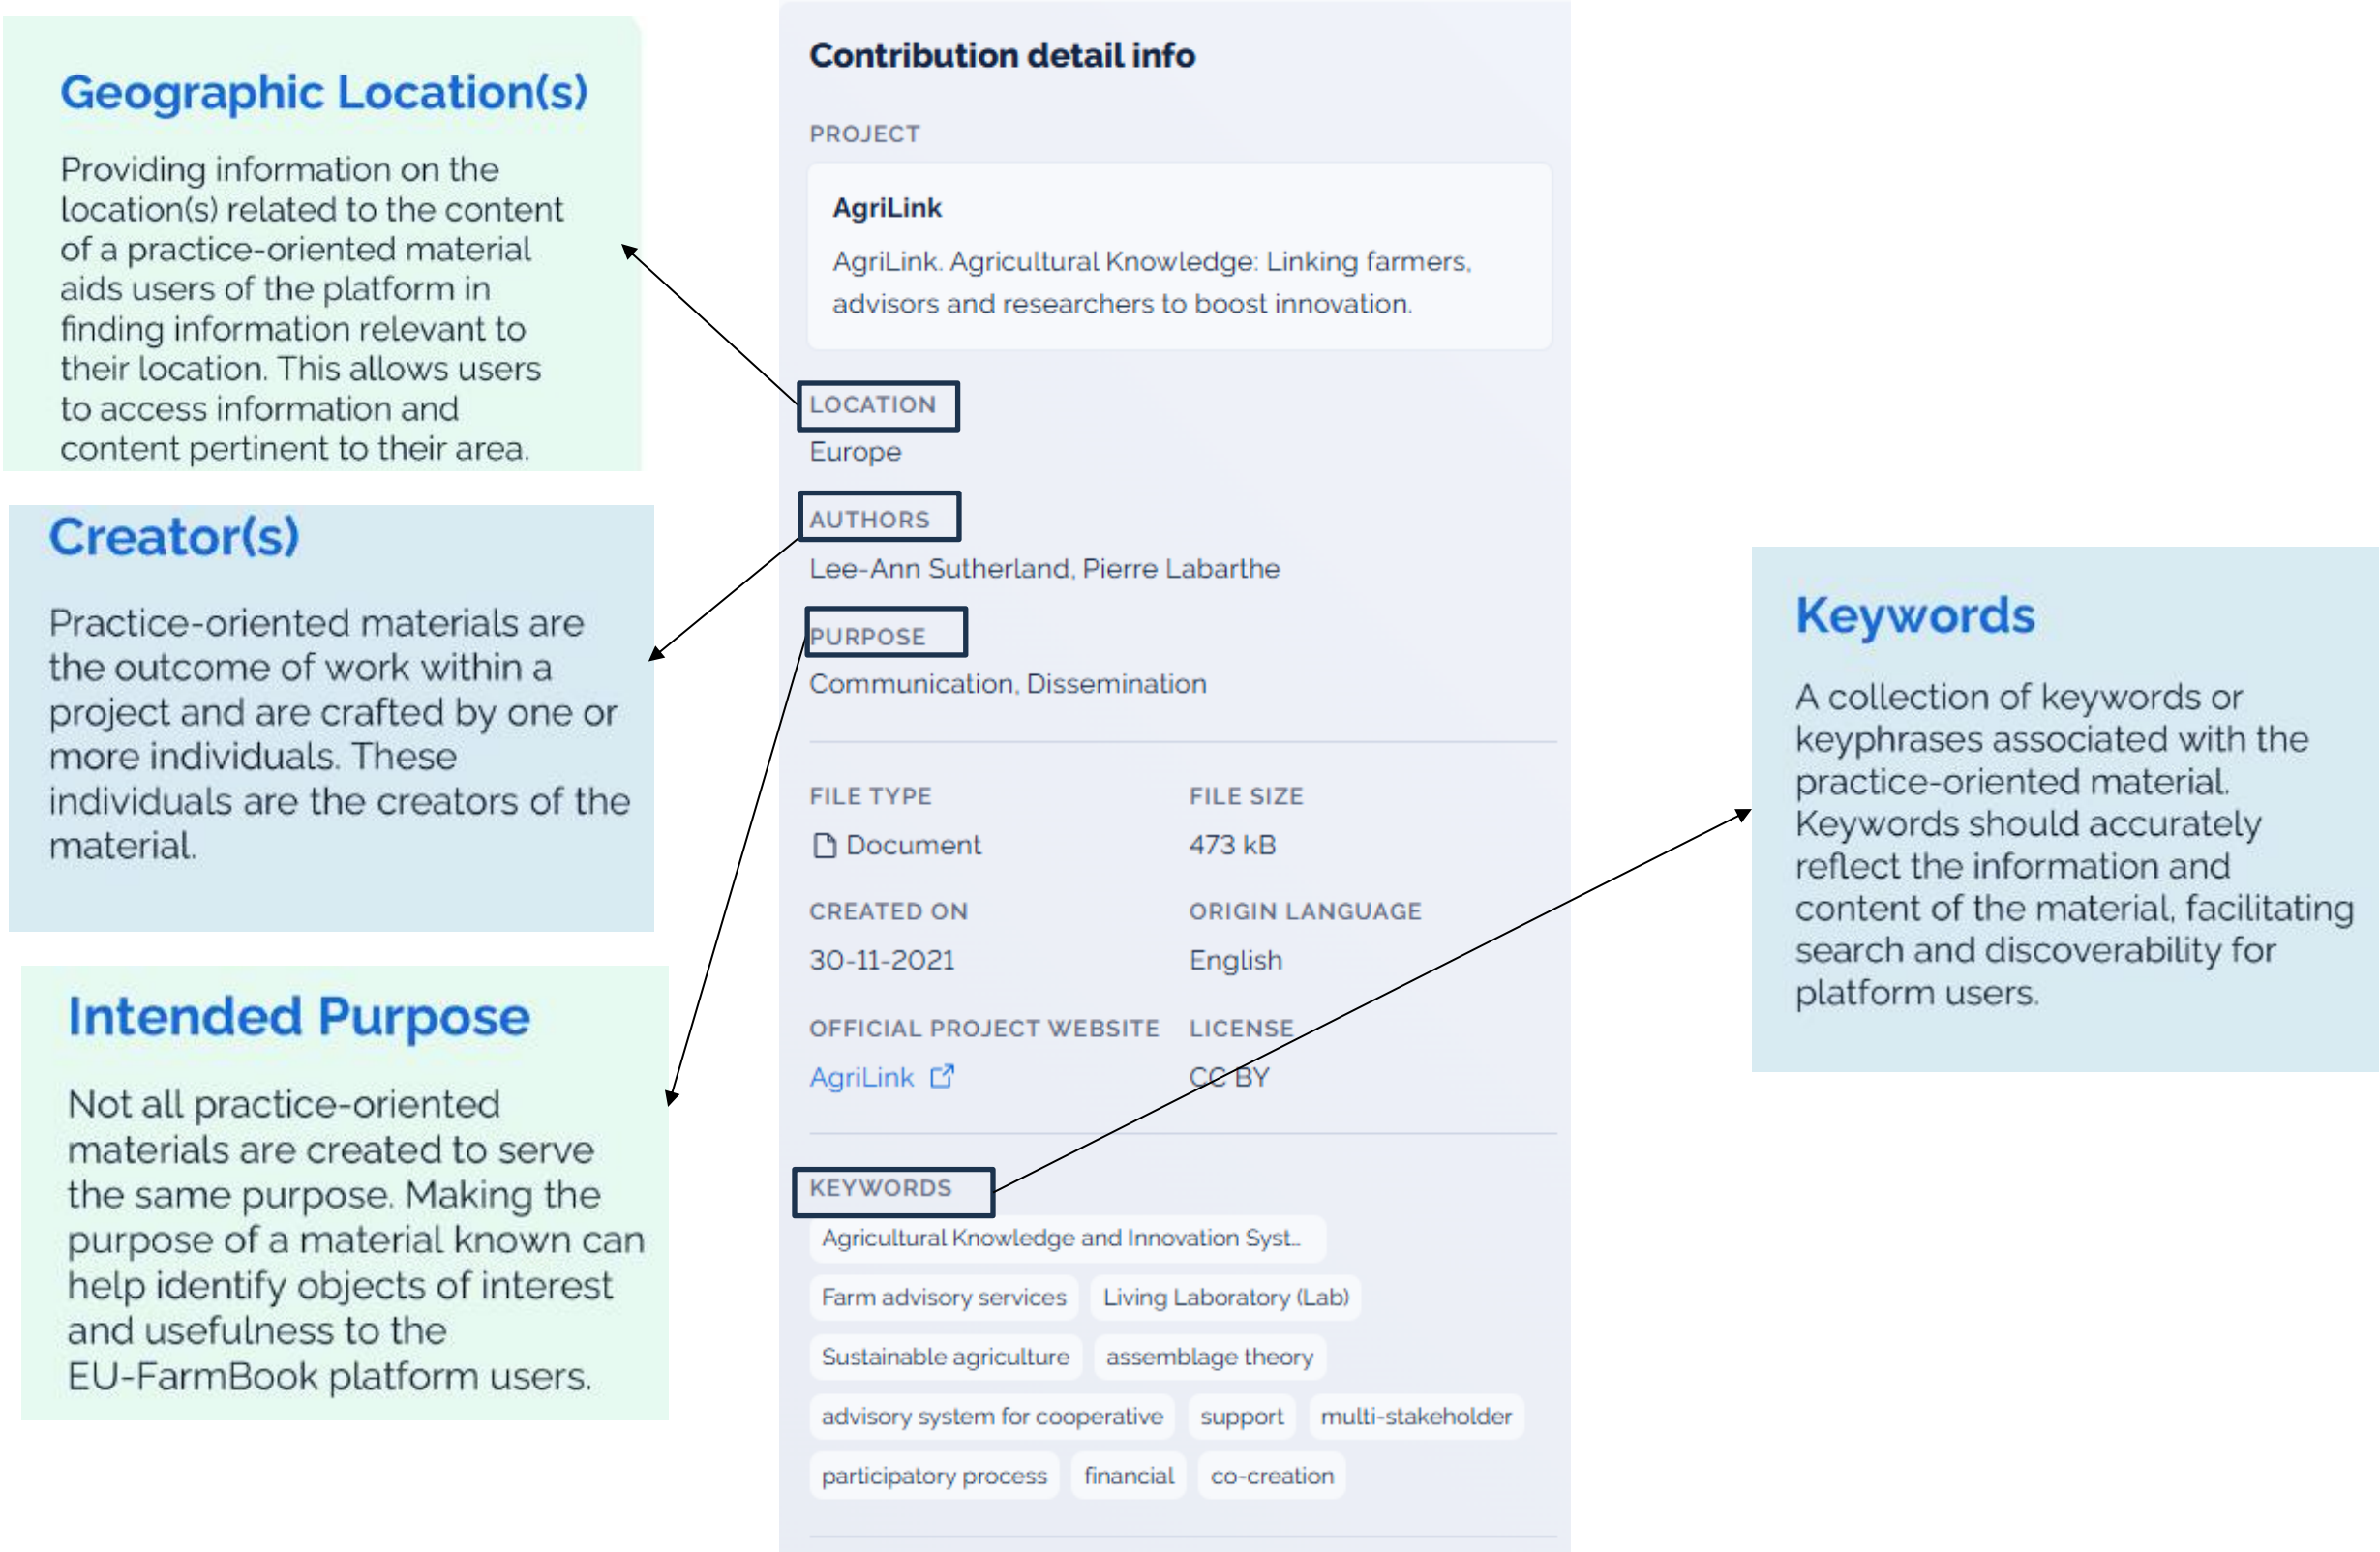 Geographic Location(s)
Providing information on the
location(s) related to the content
of a practice-oriented material
aids users of the platform in
finding information relevant to
their location. This allows users
to access information and
content pertinent to their area.
Creator(s)
Practice-oriented materials are
the outcome of work within a
project and are crafted by one or
more individuals. These
individuals are the creators of the
material.
Intended Purpose
Not all practice-oriented
materials are created to serve
the same purpose. Making the
purpose of a material known can
help identify objects of interest
and usefulness to the
EU-FarmBook platform users.
Contribution detail info
PROJECT
AgriLink
AgriLink. Agricultural Knowledge: Linking farmers,
advisors and researchers to boost innovation.
LOCATION
Europe
AUTHORS
Lee-Ann Sutherland, Pierre Labarthe
PURPOSE
Communication, Dissemination
FILE TYPE FILE SIZE
Document 473 kB
CREATED ON ORIGIN LANGUAGE
30-11-2021 English
OFFICIAL PROJECT WEBSITE LICENSE
AgriLink CC BY
KEYWORDS
Agricultural Knowledge and Innovation Syst...
Farm advisory services Living Laboratory (Lab)
Sustainable agriculture assemblage theory
advisory system for cooperative support multi-stakeholder
participatory process financial co-creation
Keywords
A collection of keywords or
keyphrases associated with the
practice-oriented material.
Keywords should accurately
reflect the information and
content of the material, facilitating
search and discoverability for
platform users.